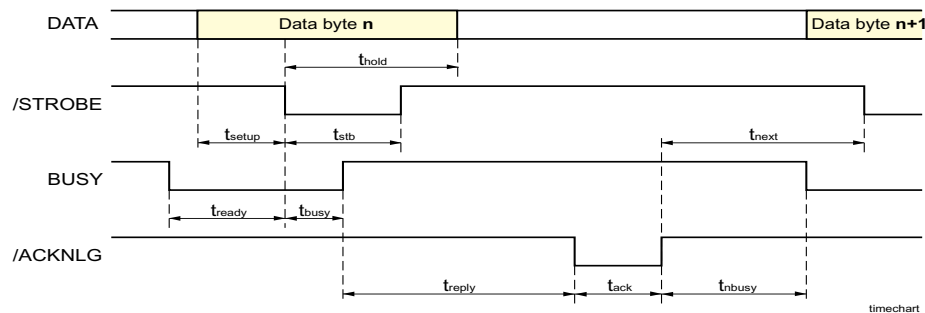 DATA
Data byte n
Data byte n+1
thold
/STROBE
tsetup
tstb
tnext
BUSY
tready
tbusy
/ACKNLG
treply
tack
tnbusy
timechart